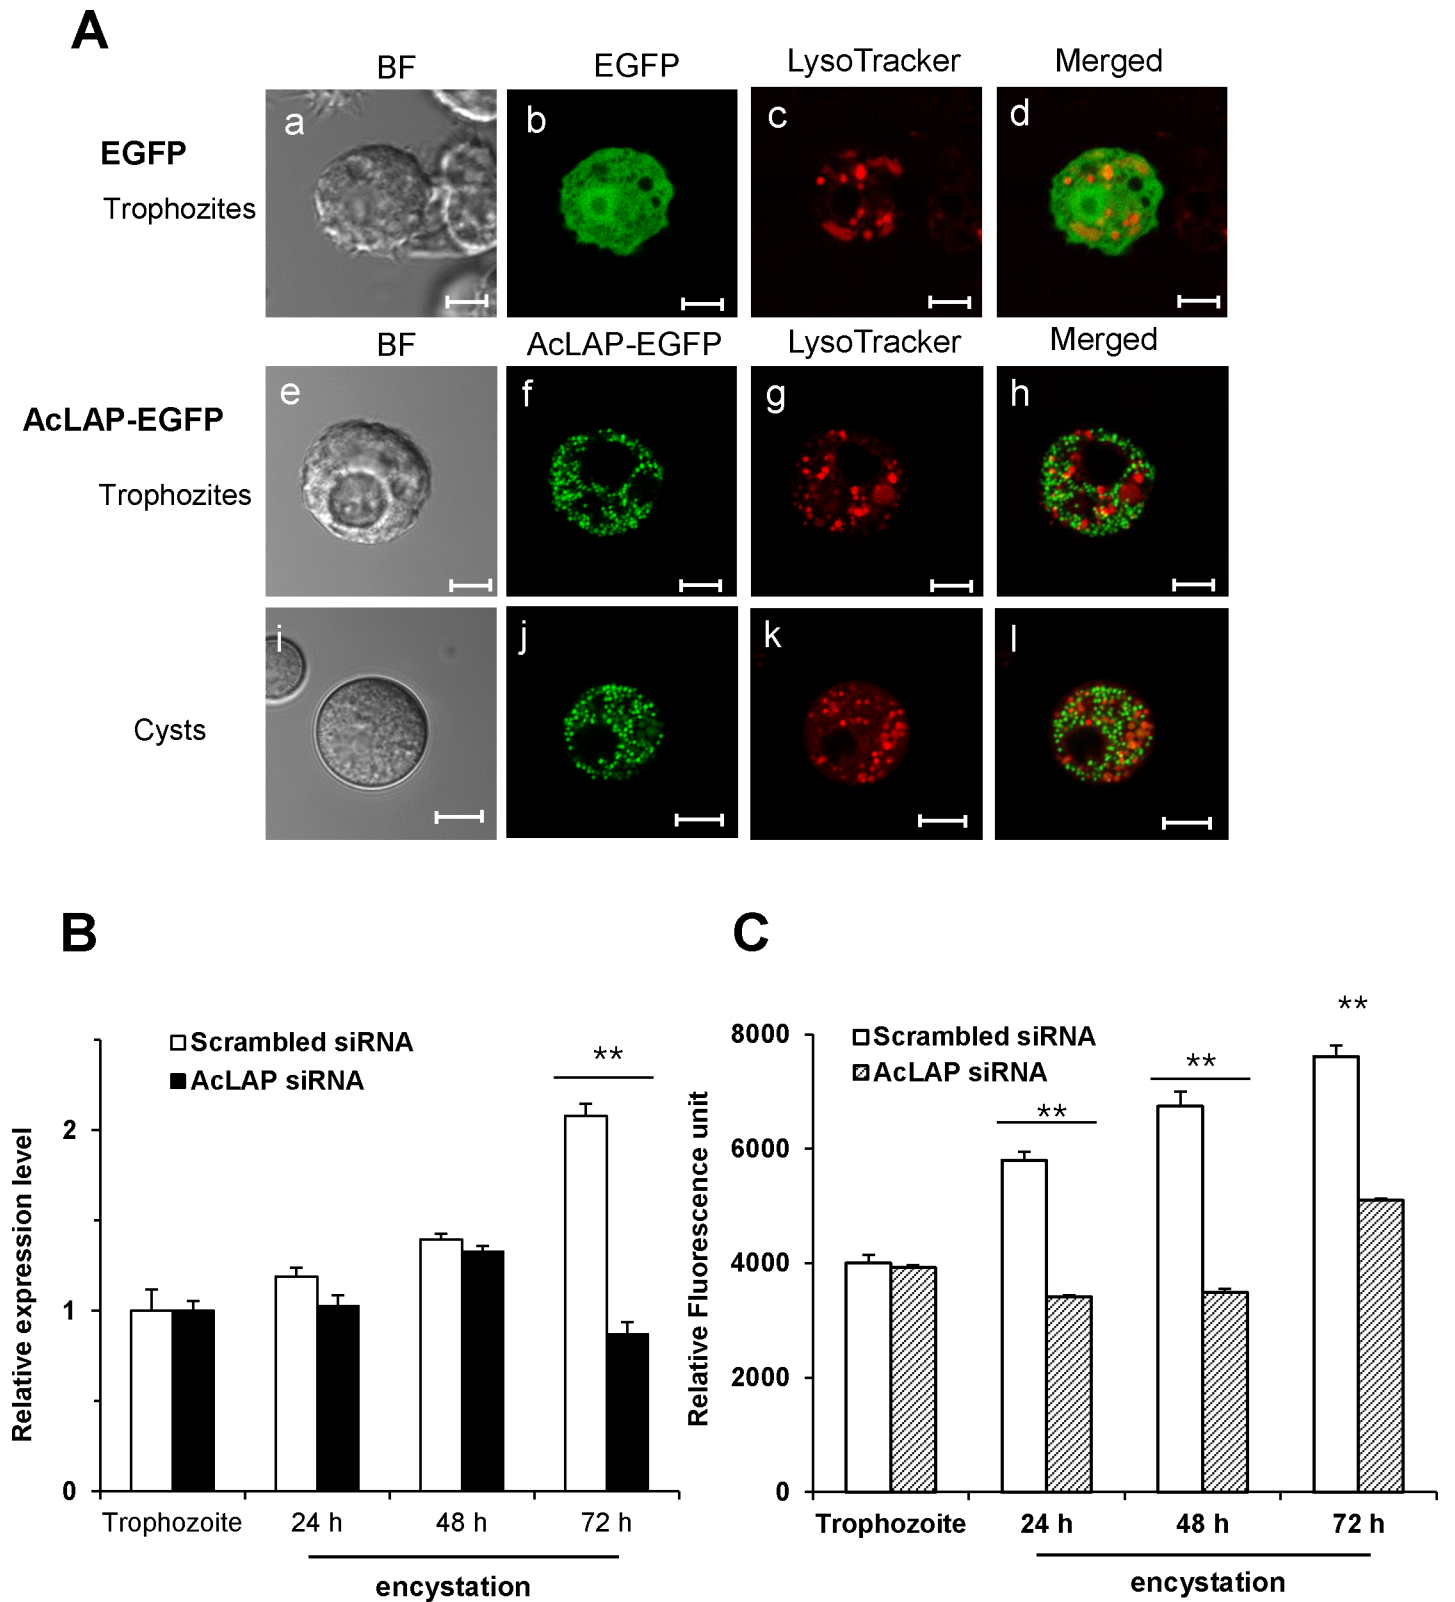 A
BF EGFP LysoTracker Merged
a b c d
EGFP
Trophozites
BF AcLAP-EGFP LysoTracker Merged
e f g h
AcLAP-EGFP
Trophozites
i j k l
Cysts
B
Scrambled siRNA
AcLAP siRNA
**
Relative expression level
2
1
0
Trophozoite 24 h 48 h 72 h
encystation
C
Scrambled siRNA
AcLAP siRNA
**
**
**
Relative Fluorescence unit
8000
6000
4000
2000
0
Trophozoite 24 h 48 h 72 h
encystation